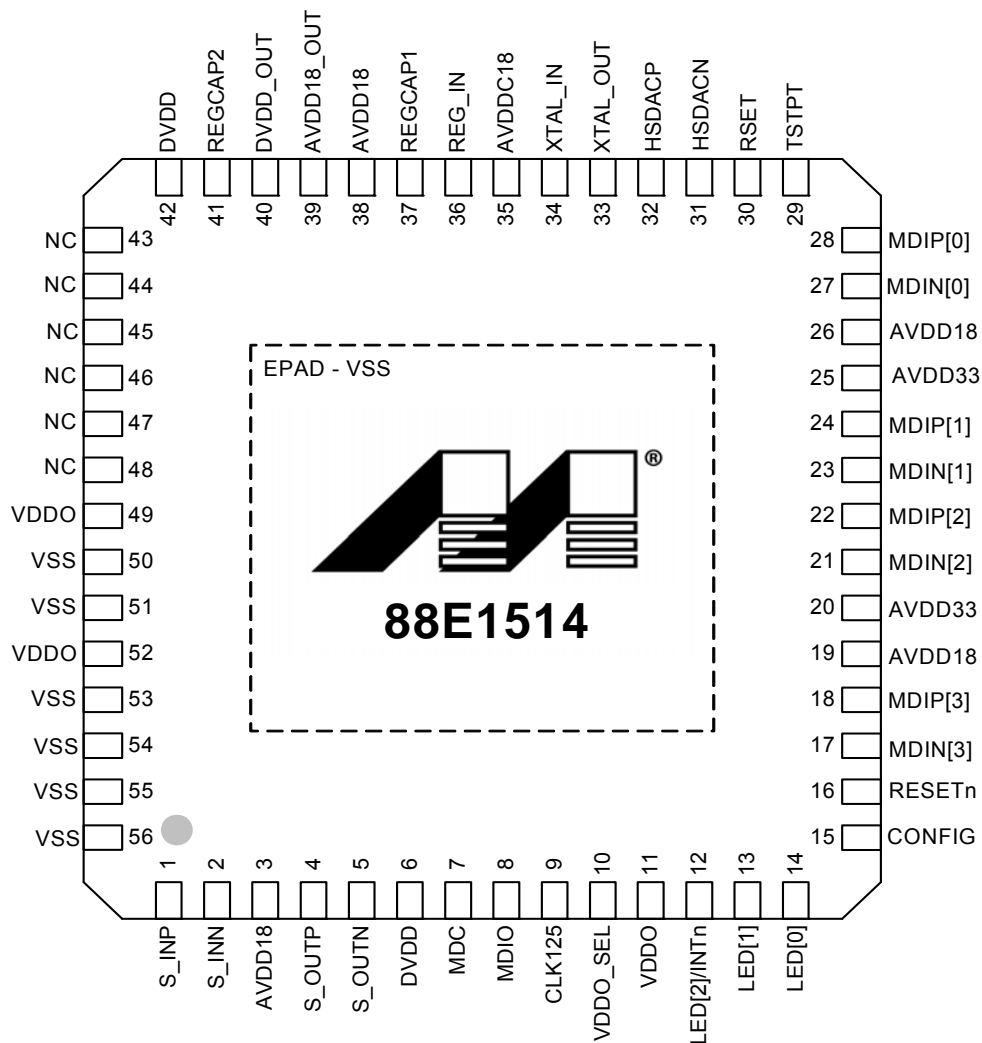 DVDD
REGCAP2
DVDD_OUT
AVDD18_OUT
AVDD18
REGCAP1
REG_IN
AVDDC18
XTAL_IN
XTAL_OUT
HSDACP
HSDACN
RSET
TSTPT
42
41
40
39
38
37
36
35
34
33
32
31
30
29
NC 43
NC 44
NC 45
NC 46
NC 47
NC 48
VDDO 49
VSS 50
VSS 51
VDDO 52
VSS 53
VSS 54
VSS 55
VSS 56
EPAD - VSS
®
88E1514
28 MDIP[0]
27 MDIN[0]
26 AVDD18
25 AVDD33
24 MDIP[1]
23 MDIN[1]
22 MDIP[2]
21 MDIN[2]
20 AVDD33
19 AVDD18
18 MDIP[3]
17 MDIN[3]
16 RESETn
15 CONFIG
1
2
3
4
5
6
7
8
9
10
11
12
13
14
S_INP
S_INN
AVDD18
S_OUTP
S_OUTN
DVDD
MDC
MDIO
CLK125
VDDO_SEL
VDDO
LED[2]/INTn
LED[1]
LED[0]